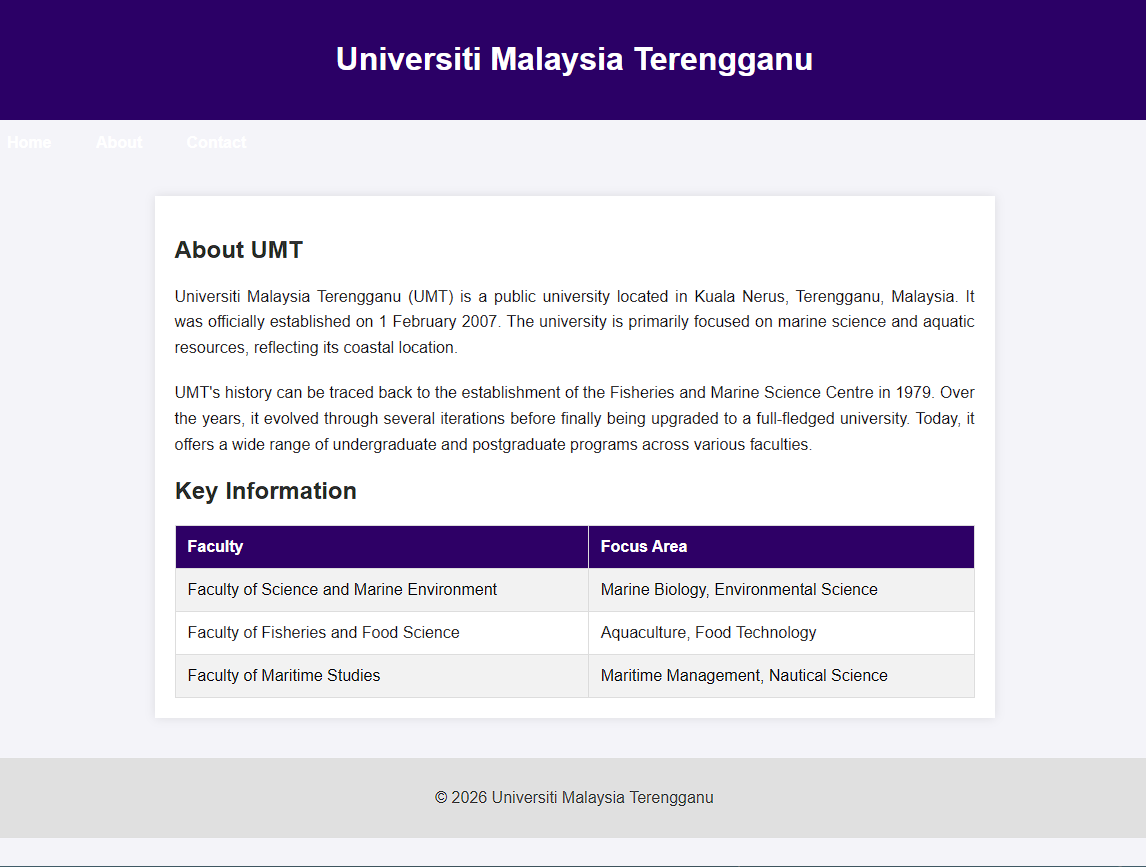 Universiti Malaysia Terengganu
Home About Contact
About UMT
Universiti Malaysia Terengganu (UMT) is a public university located in Kuala Nerus, Terengganu, Malaysia. It
was officially established on 1 February 2007. The university is primarily focused on marine science and aquatic
resources, reflecting its coastal location.
UMT's history can be traced back to the establishment of the Fisheries and Marine Science Centre in 1979. Over
the years, it evolved through several iterations before finally being upgraded to a full-fledged university. Today, it
offers a wide range of undergraduate and postgraduate programs across various faculties.
Key Information
Faculty Focus Area
Faculty of Science and Marine Environment Marine Biology, Environmental Science
Faculty of Fisheries and Food Science Aquaculture, Food Technology
Faculty of Maritime Studies Maritime Management, Nautical Science
© 2026 Universiti Malaysia Terengganu